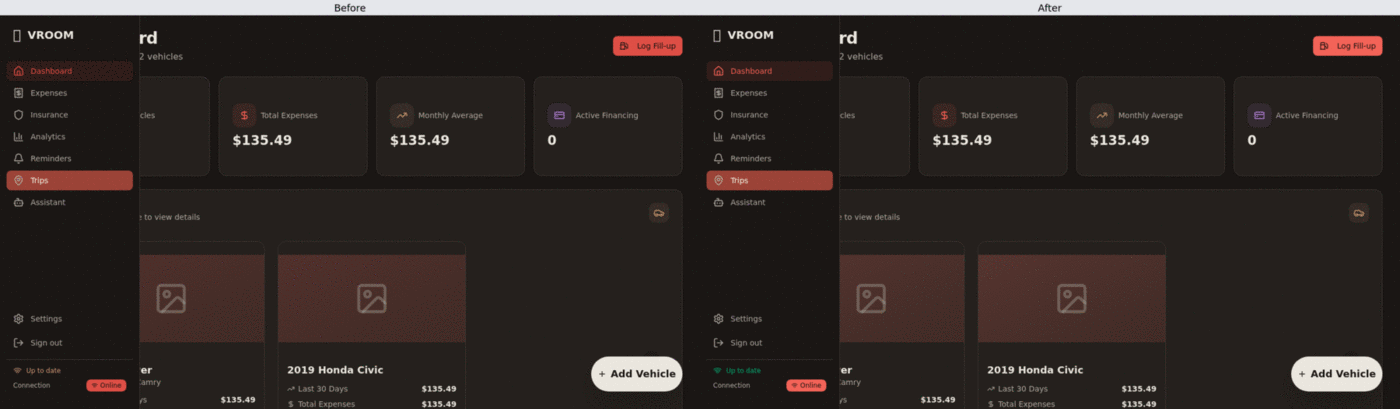 Before
VROOM
Dashboard
Expenses
Insurance
Analytics
Reminders
Trips
Assistant
Settings
Sign out
Up to date
Connection
Online
rd
2 vehicles
Log Fill-up
cles
Total Expenses
$135.49
Monthly Average
$135.49
Active Financing
0
e to view details
er
amry
ys
$135.49
2019 Honda Civic
Last 30 Days
$135.49
Total Expenses
$135.49
+ Add Vehicle
After
VROOM
Dashboard
Expenses
Insurance
Analytics
Reminders
Trips
Assistant
Settings
Sign out
Up to date
Connection
Online
rd
2 vehicles
Log Fill-up
cles
Total Expenses
$135.49
Monthly Average
$135.49
Active Financing
0
e to view details
er
amry
ys
$135.49
2019 Honda Civic
Last 30 Days
$135.49
Total Expenses
$135.49
+ Add Vehicle